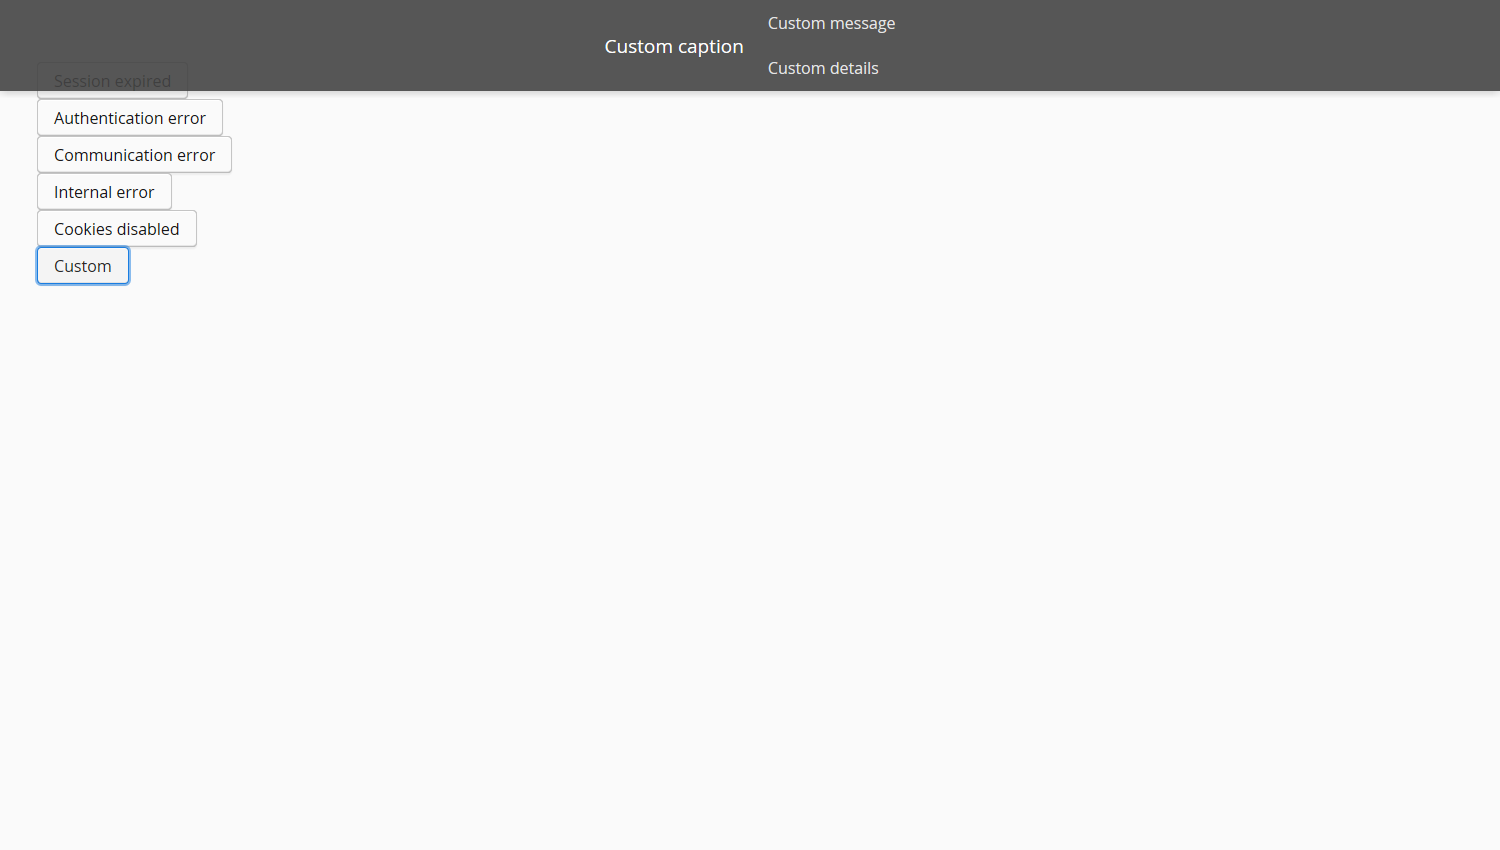 Custom caption
Custom message
Custom details
Session expired
Authentication error
Communication error
Internal error
Cookies disabled
Custom